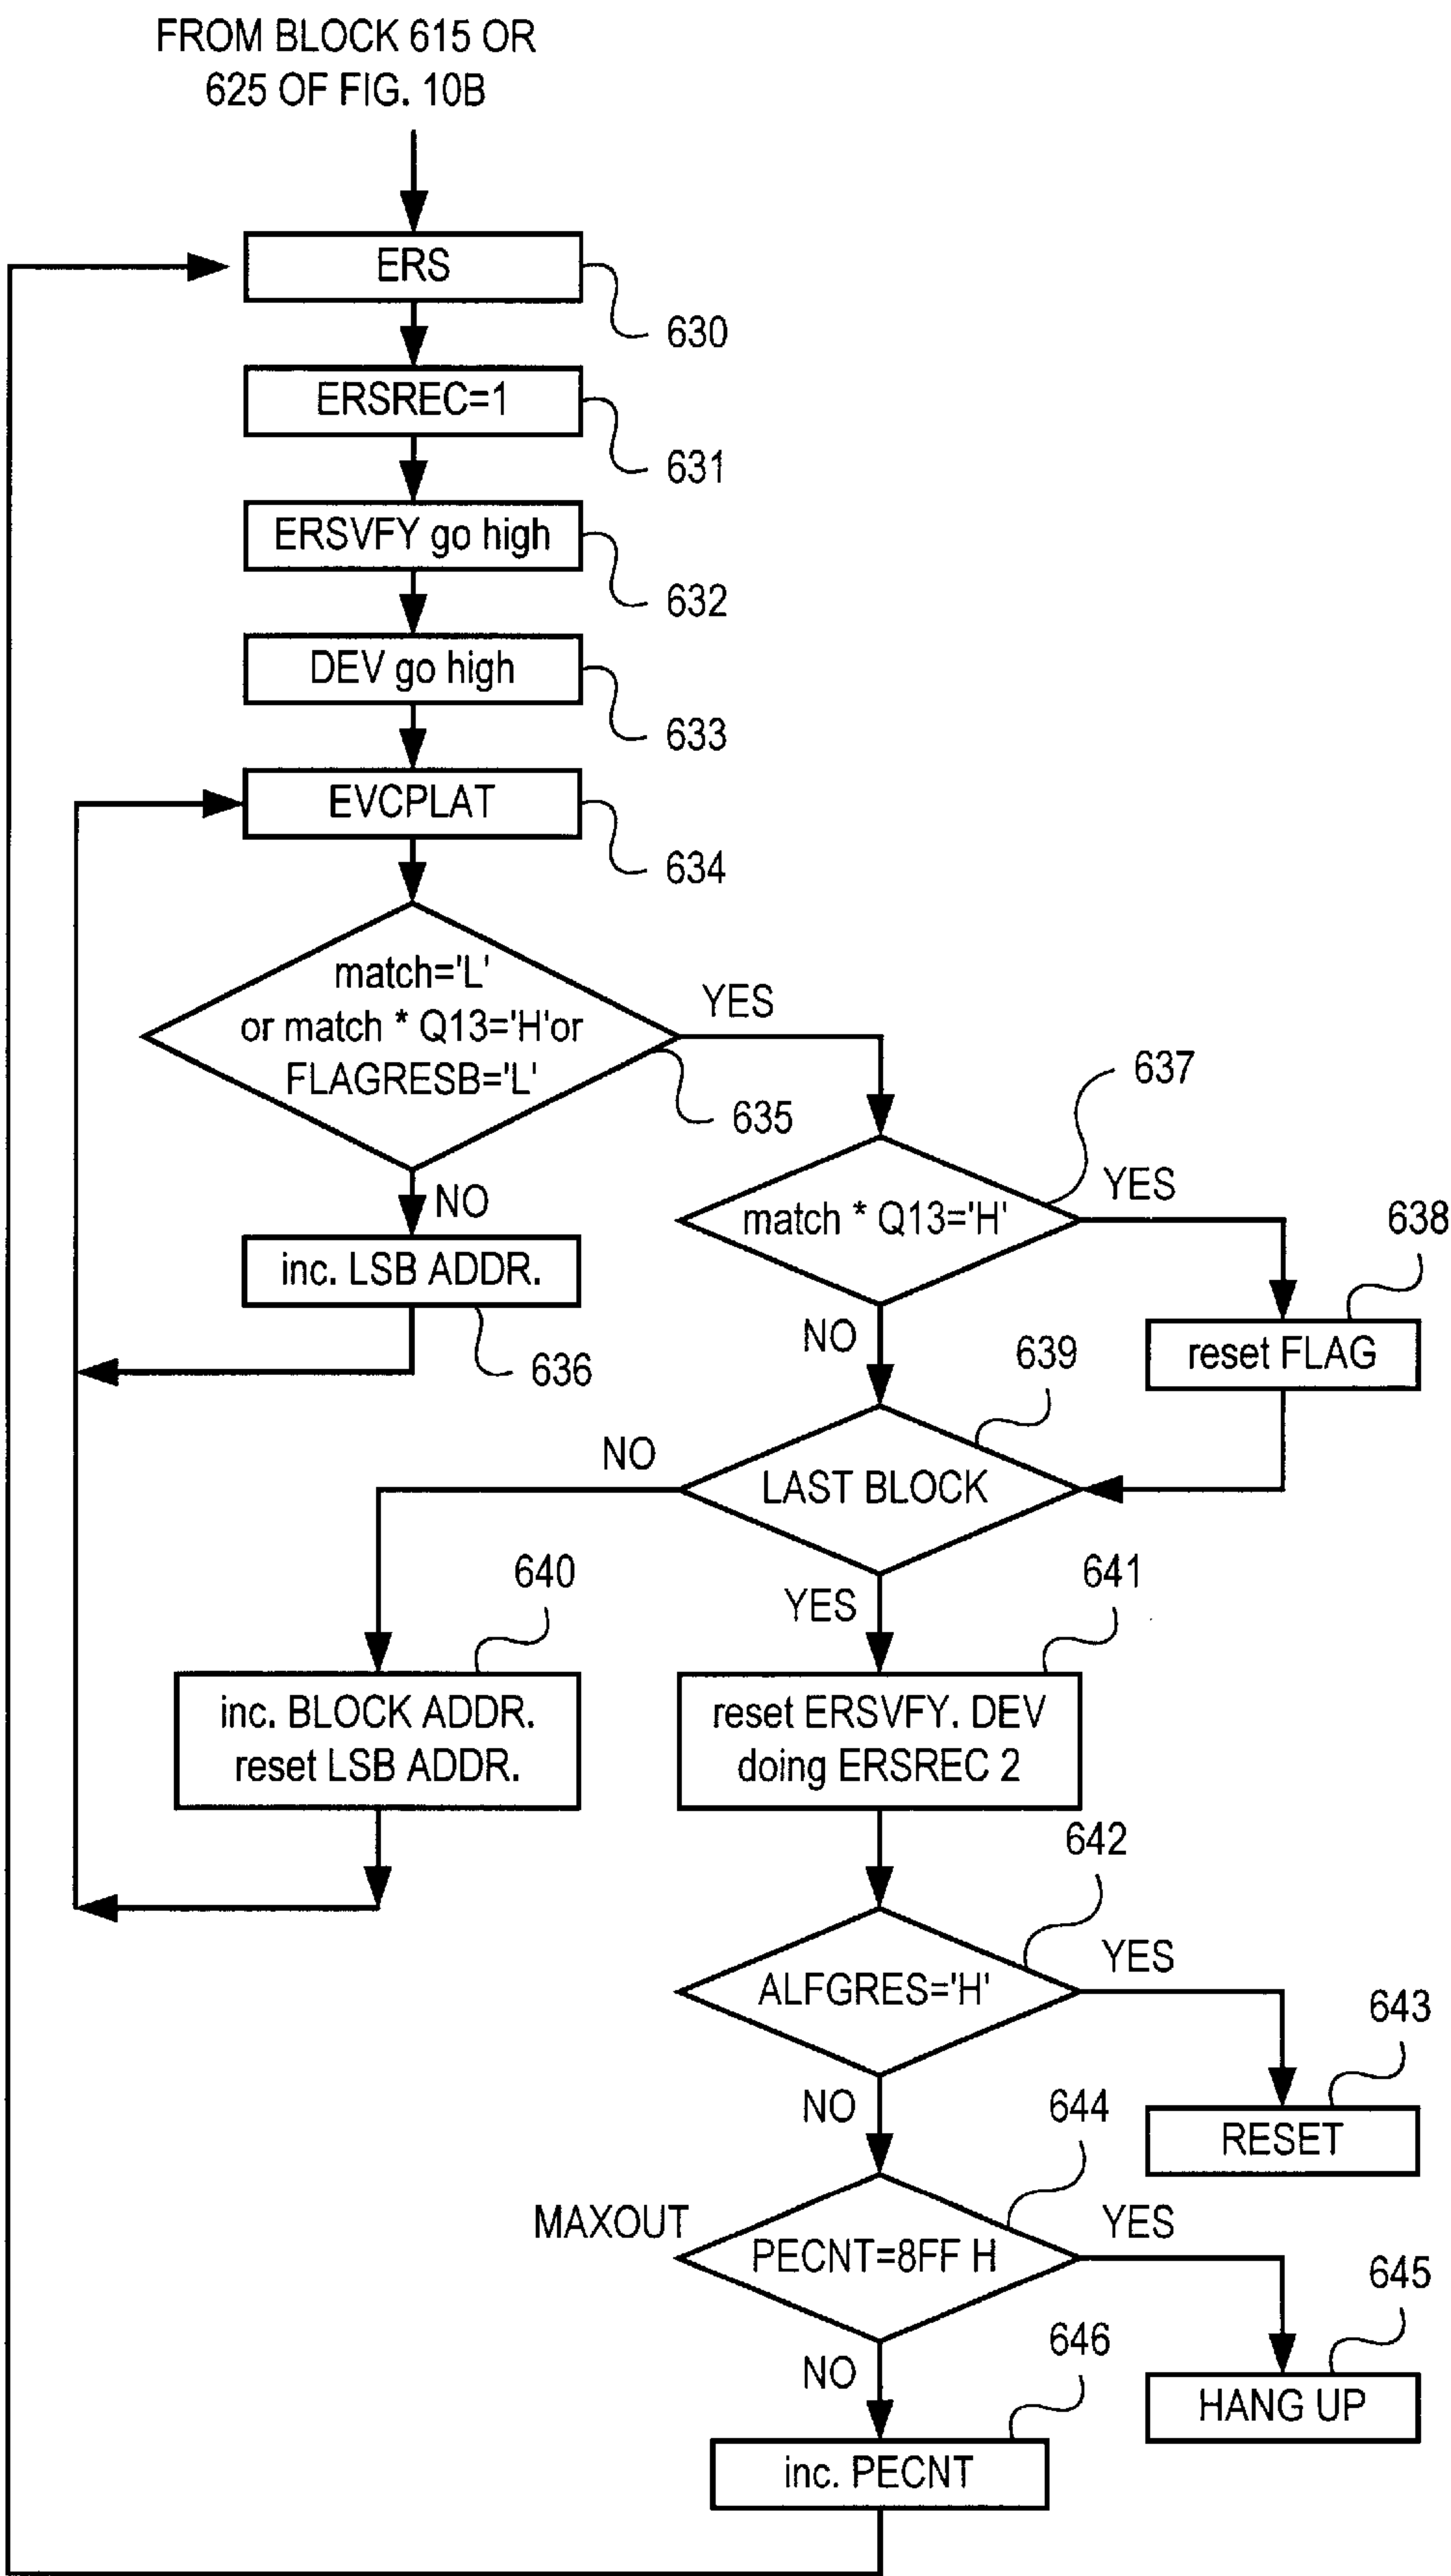 FROM BLOCK 615 OR
625 OF FIG. 10B
ERS
630
ERSREC=1
631
ERSVFY go high
632
DEV go high
633
EVCPLAT
634
match='L'
or match * Q13='H'or
FLAGRESB='L'
635
YES
NO
inc. LSB ADDR.
636
match * Q13='H'
637
YES
NO
reset FLAG
638
LAST BLOCK
639
NO
YES
inc. BLOCK ADDR.
reset LSB ADDR.
640
reset ERSVFY. DEV
doing ERSREC 2
641
ALFGRES='H'
642
YES
NO
RESET
643
MAXOUT
PECNT=8FF H
644
YES
NO
HANG UP
645
inc. PECNT
646